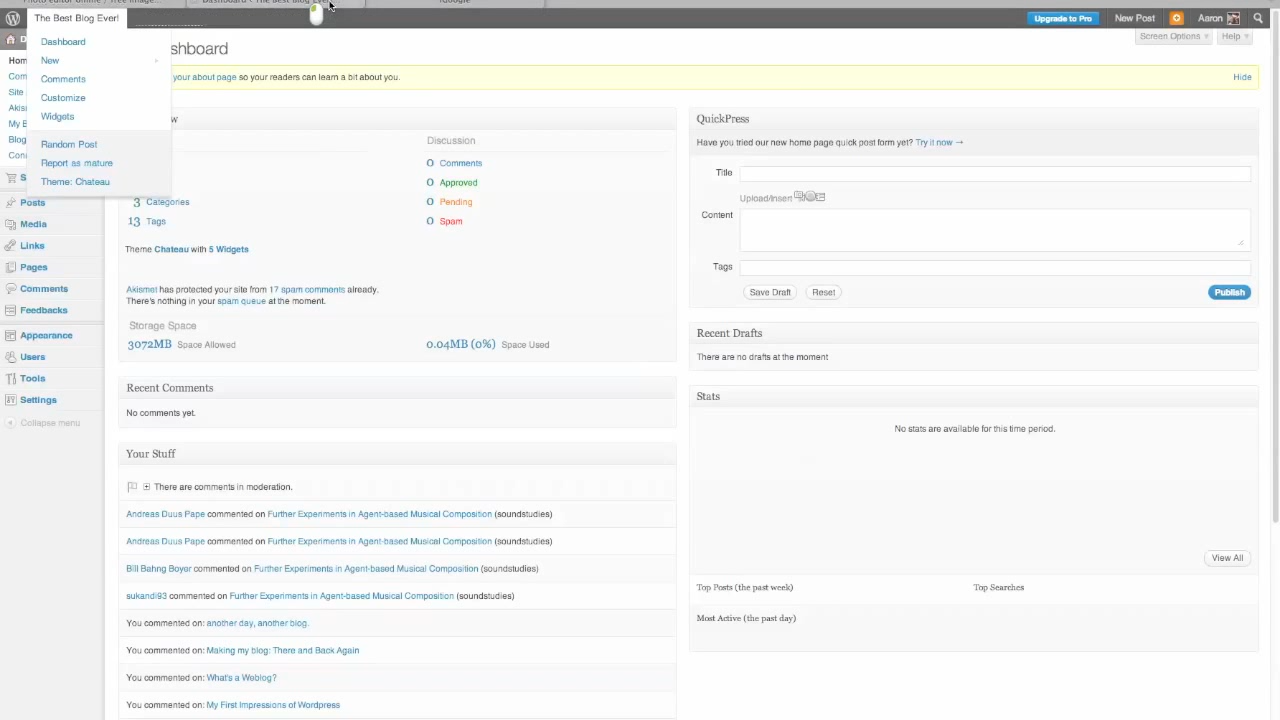 Photo editor online / free image...
Dashboard < The Best Blog Ever!
Google
The Best Blog Ever!
Upgrade to Pro
New Post
Aaron
Dashboard
New
Comments
Customize
Widgets
Random Post
Report as mature
Theme: Chateau
Screen Options
Help
shboard
your about page so your readers can learn a bit about you.
Hide
Posts
Media
Links
Pages
Comments
Feedbacks
Appearance
Users
Tools
Settings
Collapse menu
w
Discussion
0 Comments
0 Approved
3 Categories
0 Pending
13 Tags
0 Spam
Theme Chateau with 5 Widgets
Akismet has protected your site from 17 spam comments already.
There's nothing in your spam queue at the moment.
Storage Space
3072MB Space Allowed
0.04MB (0%) Space Used
Recent Comments
No comments yet.
Your Stuff
There are comments in moderation.
Andreas Duus Pape commented on Further Experiments in Agent-based Musical Composition (soundstudies)
Andreas Duus Pape commented on Further Experiments in Agent-based Musical Composition (soundstudies)
Bill Bahng Boyer commented on Further Experiments in Agent-based Musical Composition (soundstudies)
sukandi93 commented on Further Experiments in Agent-based Musical Composition (soundstudies)
You commented on: another day, another blog.
You commented on: Making my blog: There and Back Again
You commented on: What's a Weblog?
You commented on: My First Impressions of Wordpress
QuickPress
Have you tried our new home page quick post form yet? Try it now →
Title
Upload/Insert
Content
Tags
Save Draft
Reset
Publish
Recent Drafts
There are no drafts at the moment
Stats
No stats are available for this time period.
View All
Top Posts (the past week)
Top Searches
Most Active (the past day)